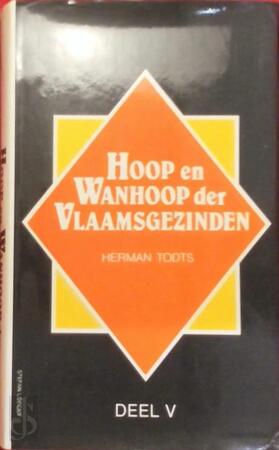 HOOP en
WANHOOP der
VLAAMSGEZINDEN
HERMAN TODTS
DEEL V